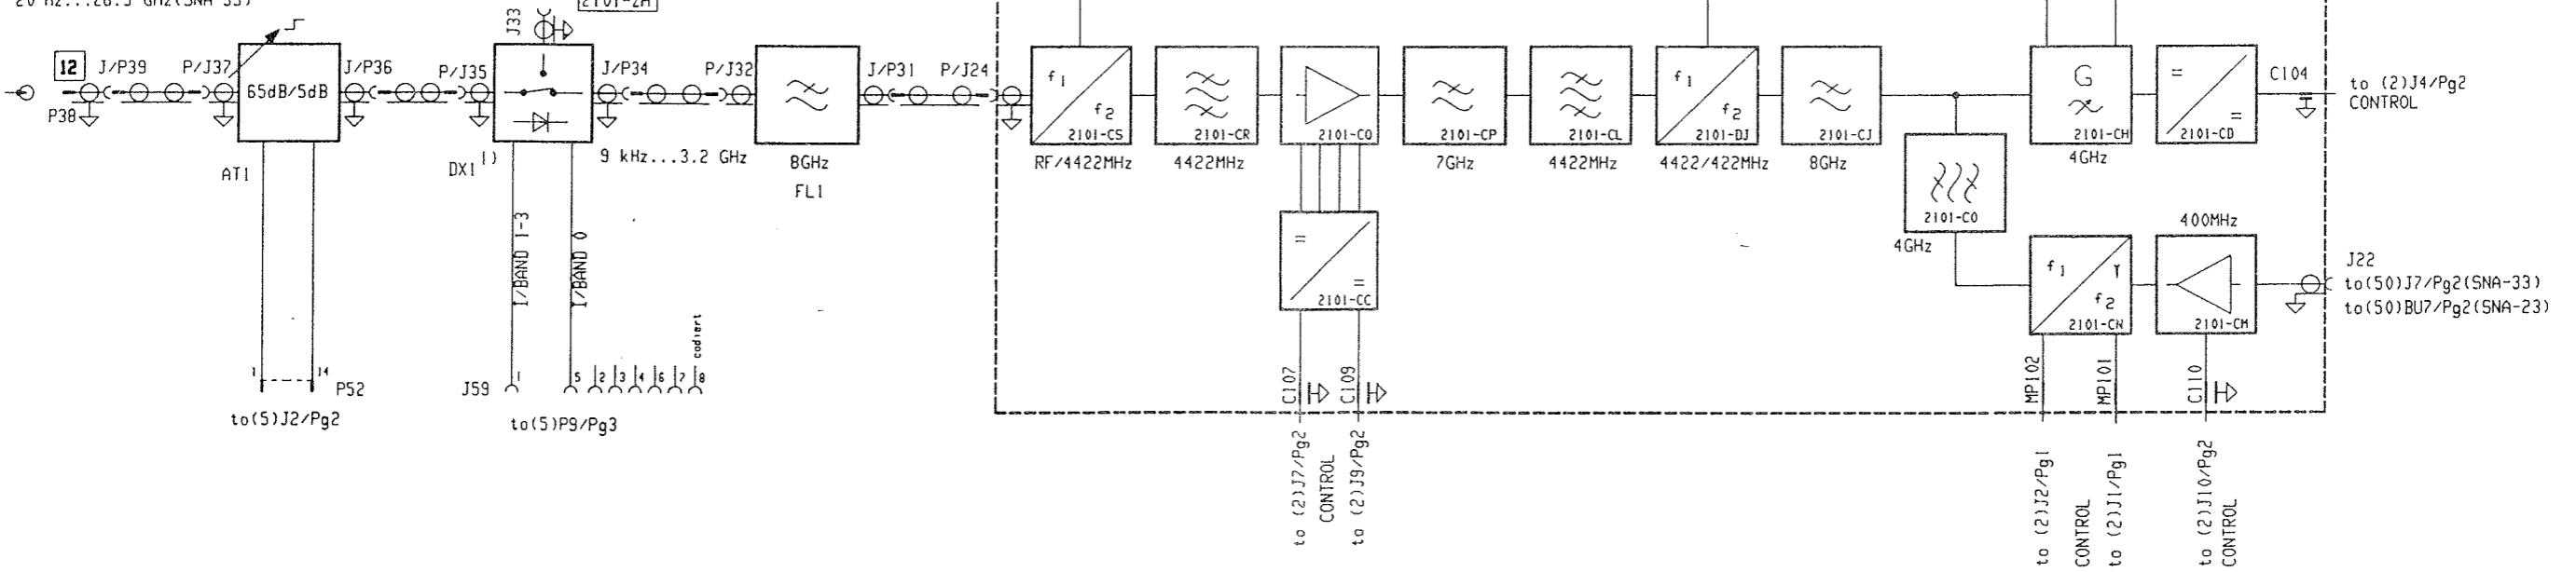 20 Hz...26.5 GHz(SNA-33)
2101-ZA
J33
12
J/P39
P/J37
J/P36
P/J35
J/P34
P/J32
J/P31
P/J24
P38
65dB/5dB
AT1
DX1 1)
9 kHz...3.2 GHz
8GHz
FL1
f1
f2
2101-CS
RF/4422MHz
2101-CR
4422MHz
2101-CQ
2101-CP
7GHz
2101-CL
4422MHz
f1
f2
2101-DJ
4422/422MHz
2101-CJ
8GHz
G
2101-CH
4GHz
=
=
2101-CD
C104
to (2)J4/Pg2
CONTROL
2101-CO
4GHz
400MHz
f1
Y
f2
2101-CN
2101-CM
J22
to(50)J7/Pg2(SNA-33)
to(50)BU7/Pg2(SNA-23)
=
=
2101-CC
I/BAND 1-3
I/BAND 0
codiert
1
14
P52
to(5)J2/Pg2
J59
1
5
2
3
4
6
7
8
to(5)P9/Pg3
C107
C109
MP102
MP101
C110
to (2)J7/Pg2
CONTROL
to (2)J9/Pg2
to (2)J2/Pg1
CONTROL
to (2)J1/Pg1
to (2)J10/Pg2
CONTROL